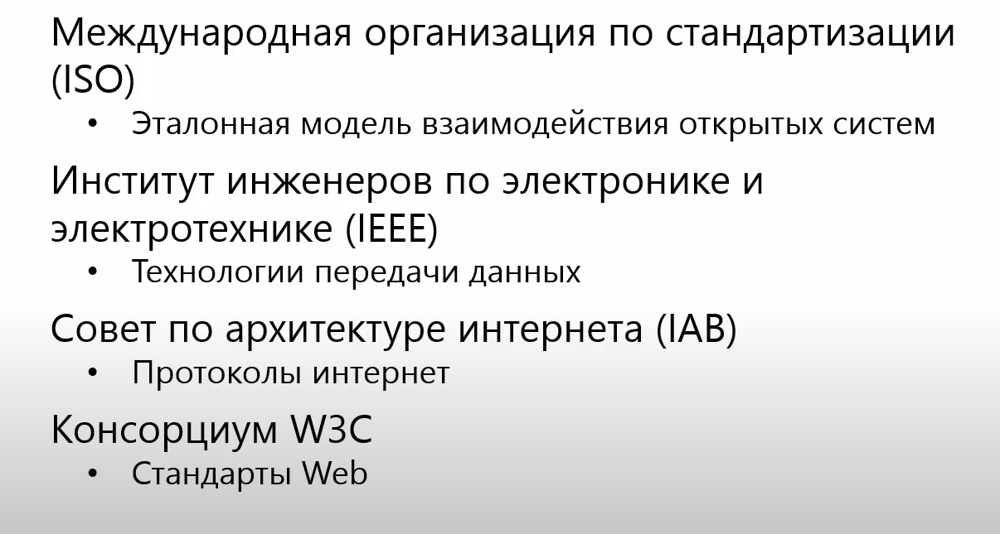 Международная организация по стандартизации
(ISO)
• Эталонная модель взаимодействия открытых систем
Институт инженеров по электронике и
электротехнике (IEEE)
• Технологии передачи данных
Совет по архитектуре интернета (IAB)
• Протоколы интернет
Консорциум W3C
• Стандарты Web